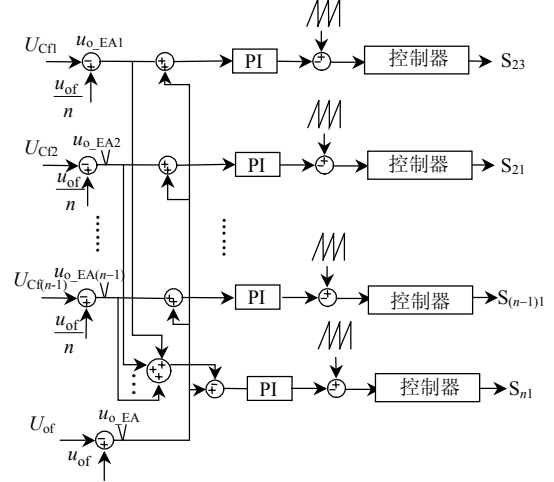 U_Cf1 u_o_EA1 PI 控制器 S_23
u_of
n
U_Cf2 u_o_EA2 PI 控制器 S_21
u_of
n
U_Cf(n-1) u_o_EA(n−1) PI 控制器 S_(n−1)1
u_of
n
PI 控制器 S_n1
U_of u_o_EA
u_of